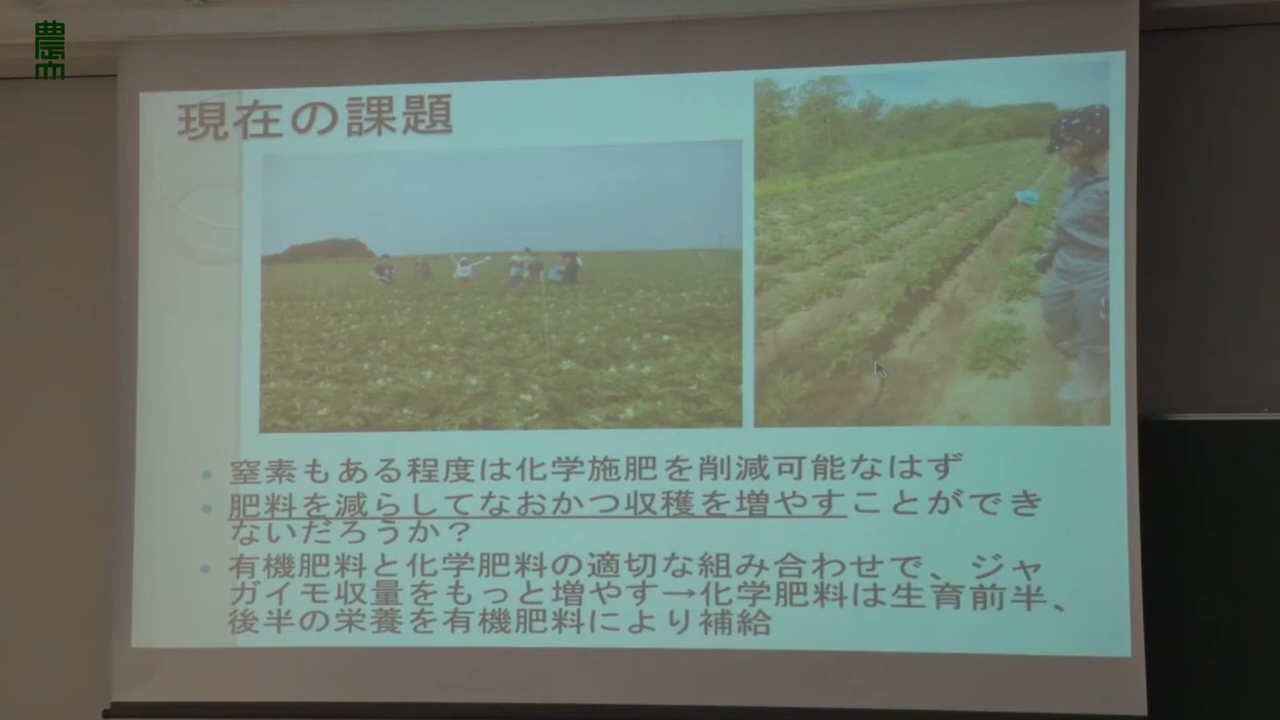 現在の課題
窒素もある程度は化学施肥を削減可能なはず
肥料を減らしてなおかつ収穫を増やすことができ
ないだろうか？
有機肥料と化学肥料の適切な組み合わせで、ジャ
ガイモ収量をもっと増やす→化学肥料は生育前半、
後半の栄養を有機肥料により補給